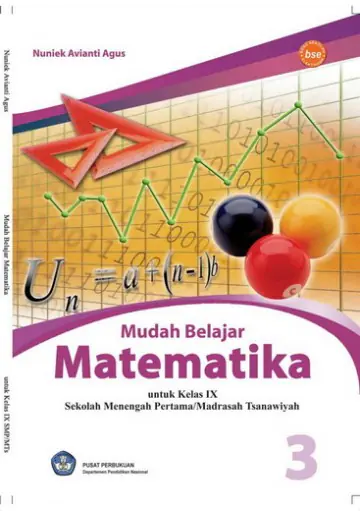 Nuniek Avianti Agus
bse
U_n = a+(n-1)b
Mudah Belajar
Matematika
untuk Kelas IX
Sekolah Menengah Pertama/Madrasah Tsanawiyah
PUSAT PERBUKUAN
Departemen Pendidikan Nasional
3
Nuniek Avianti Agus
Mudah Belajar Matematika
untuk Kelas IX SMP/MTs